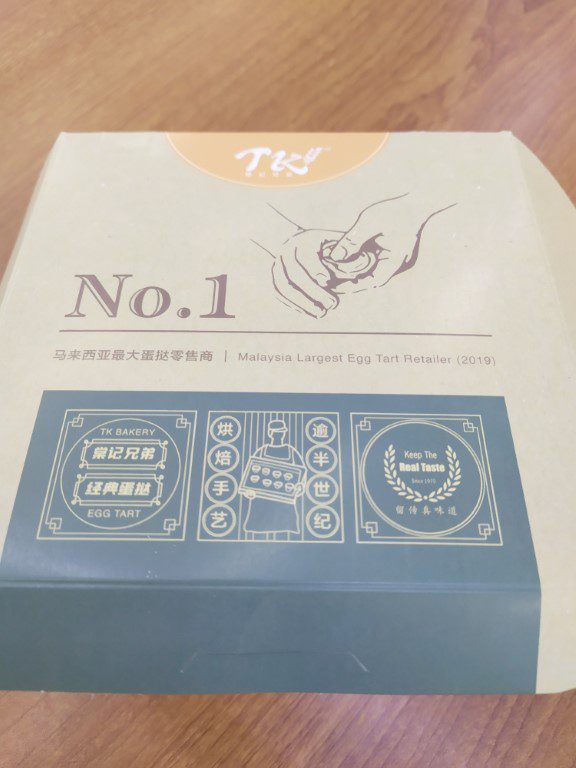 TK
No.1
马来西亚最大蛋挞零售商 | Malaysia Largest Egg Tart Retailer (2019)
TK BAKERY
棠记兄弟
经典蛋挞
EGG TART
烘焙手艺
逾半世纪
Keep The
Real Taste
Since 1970
留传真味道